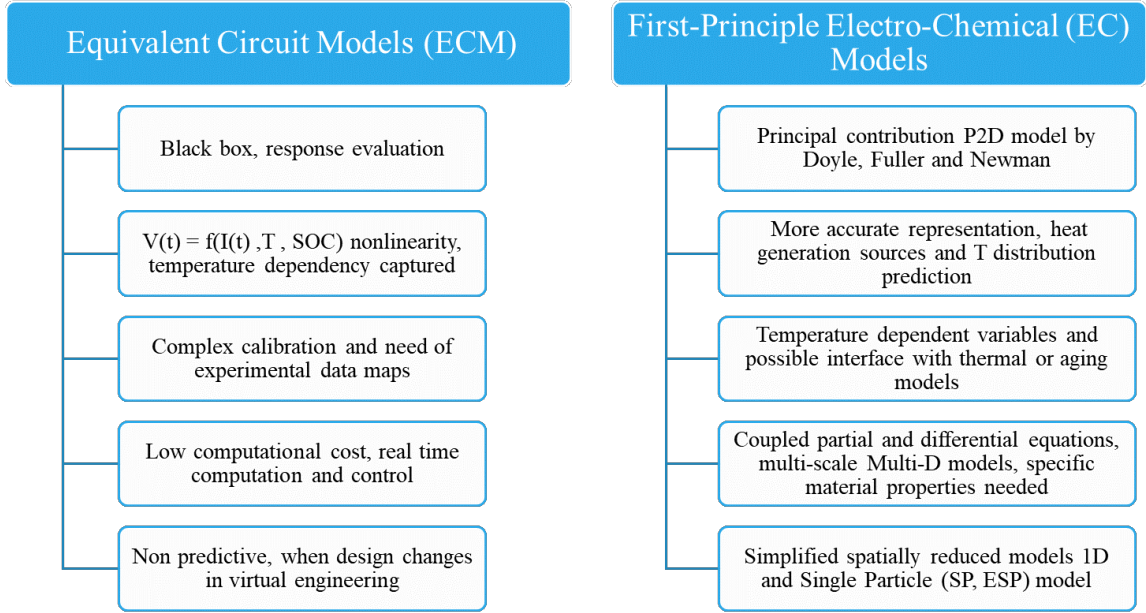 Equivalent Circuit Models (ECM)
Black box, response evaluation
V(t) = f(I(t) ,T , SOC) nonlinearity,
temperature dependency captured
Complex calibration and need of
experimental data maps
Low computational cost, real time
computation and control
Non predictive, when design changes
in virtual engineering
First-Principle Electro-Chemical (EC)
Models
Principal contribution P2D model by
Doyle, Fuller and Newman
More accurate representation, heat
generation sources and T distribution
prediction
Temperature dependent variables and
possible interface with thermal or aging
models
Coupled partial and differential equations,
multi-scale Multi-D models, specific
material properties needed
Simplified spatially reduced models 1D
and Single Particle (SP, ESP) model